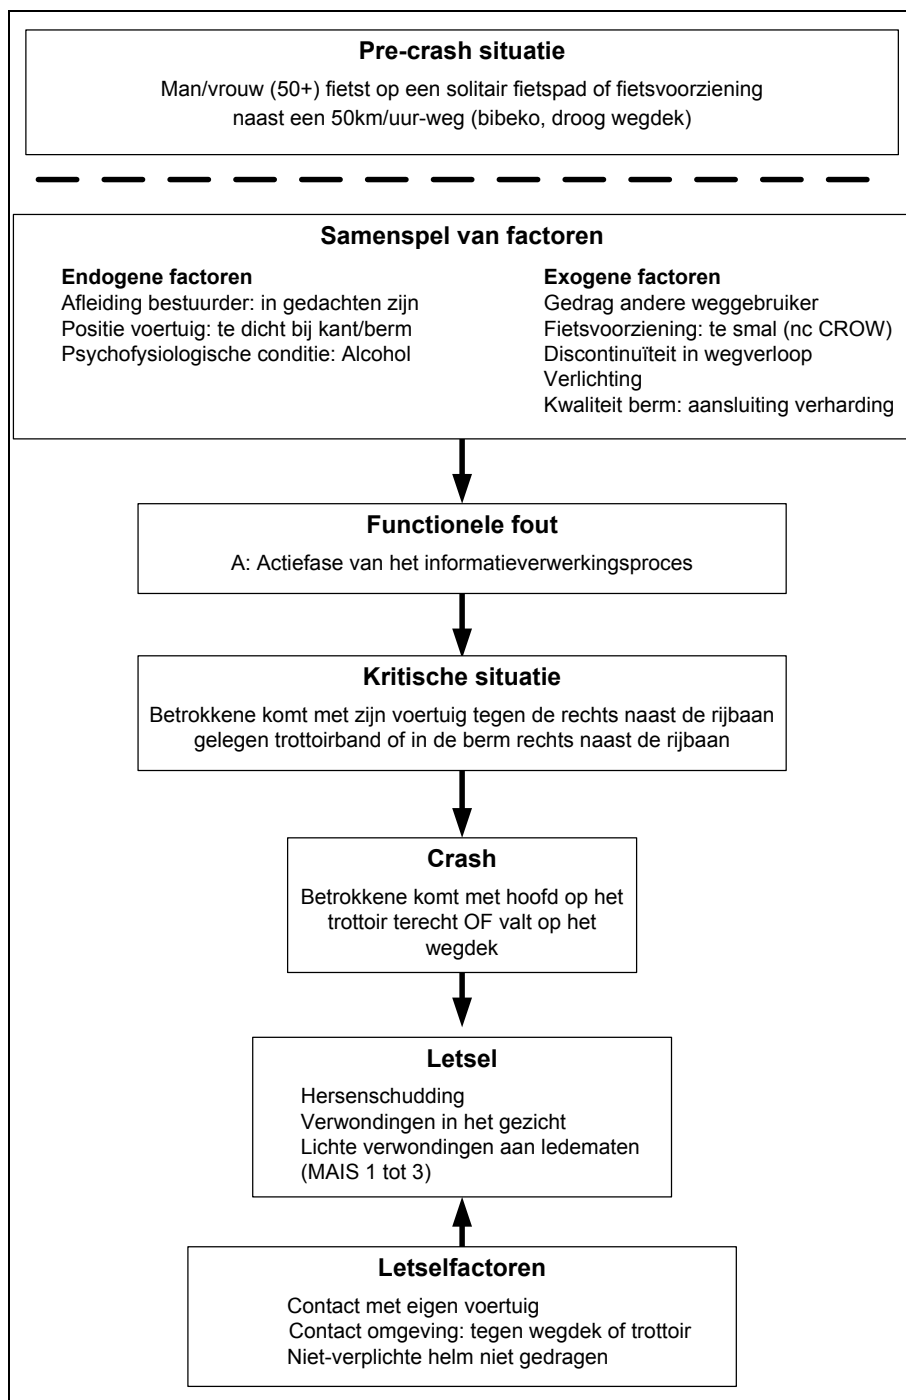 Pre-crash situatie
Man/vrouw (50+) fietst op een solitair fietspad of fietsvoorziening
naast een 50km/uur-weg (bibeko, droog wegdek)
Samenspel van factoren
Endogene factoren
Afleiding bestuurder: in gedachten zijn
Positie voertuig: te dicht bij kant/berm
Psychofysiologische conditie: Alcohol
Exogene factoren
Gedrag andere weggebruiker
Fietsvoorziening: te smal (nc CROW)
Discontinuïteit in wegverloop
Verlichting
Kwaliteit berm: aansluiting verharding
Functionele fout
A: Actiefase van het informatieverwerkingsproces
Kritische situatie
Betrokkene komt met zijn voertuig tegen de rechts naast de rijbaan
gelegen trottoirband of in de berm rechts naast de rijbaan
Crash
Betrokkene komt met hoofd op het
trottoir terecht OF valt op het
wegdek
Letsel
Hersenschudding
Verwondingen in het gezicht
Lichte verwondingen aan ledematen
(MAIS 1 tot 3)
Letselfactoren
Contact met eigen voertuig
Contact omgeving: tegen wegdek of trottoir
Niet-verplichte helm niet gedragen